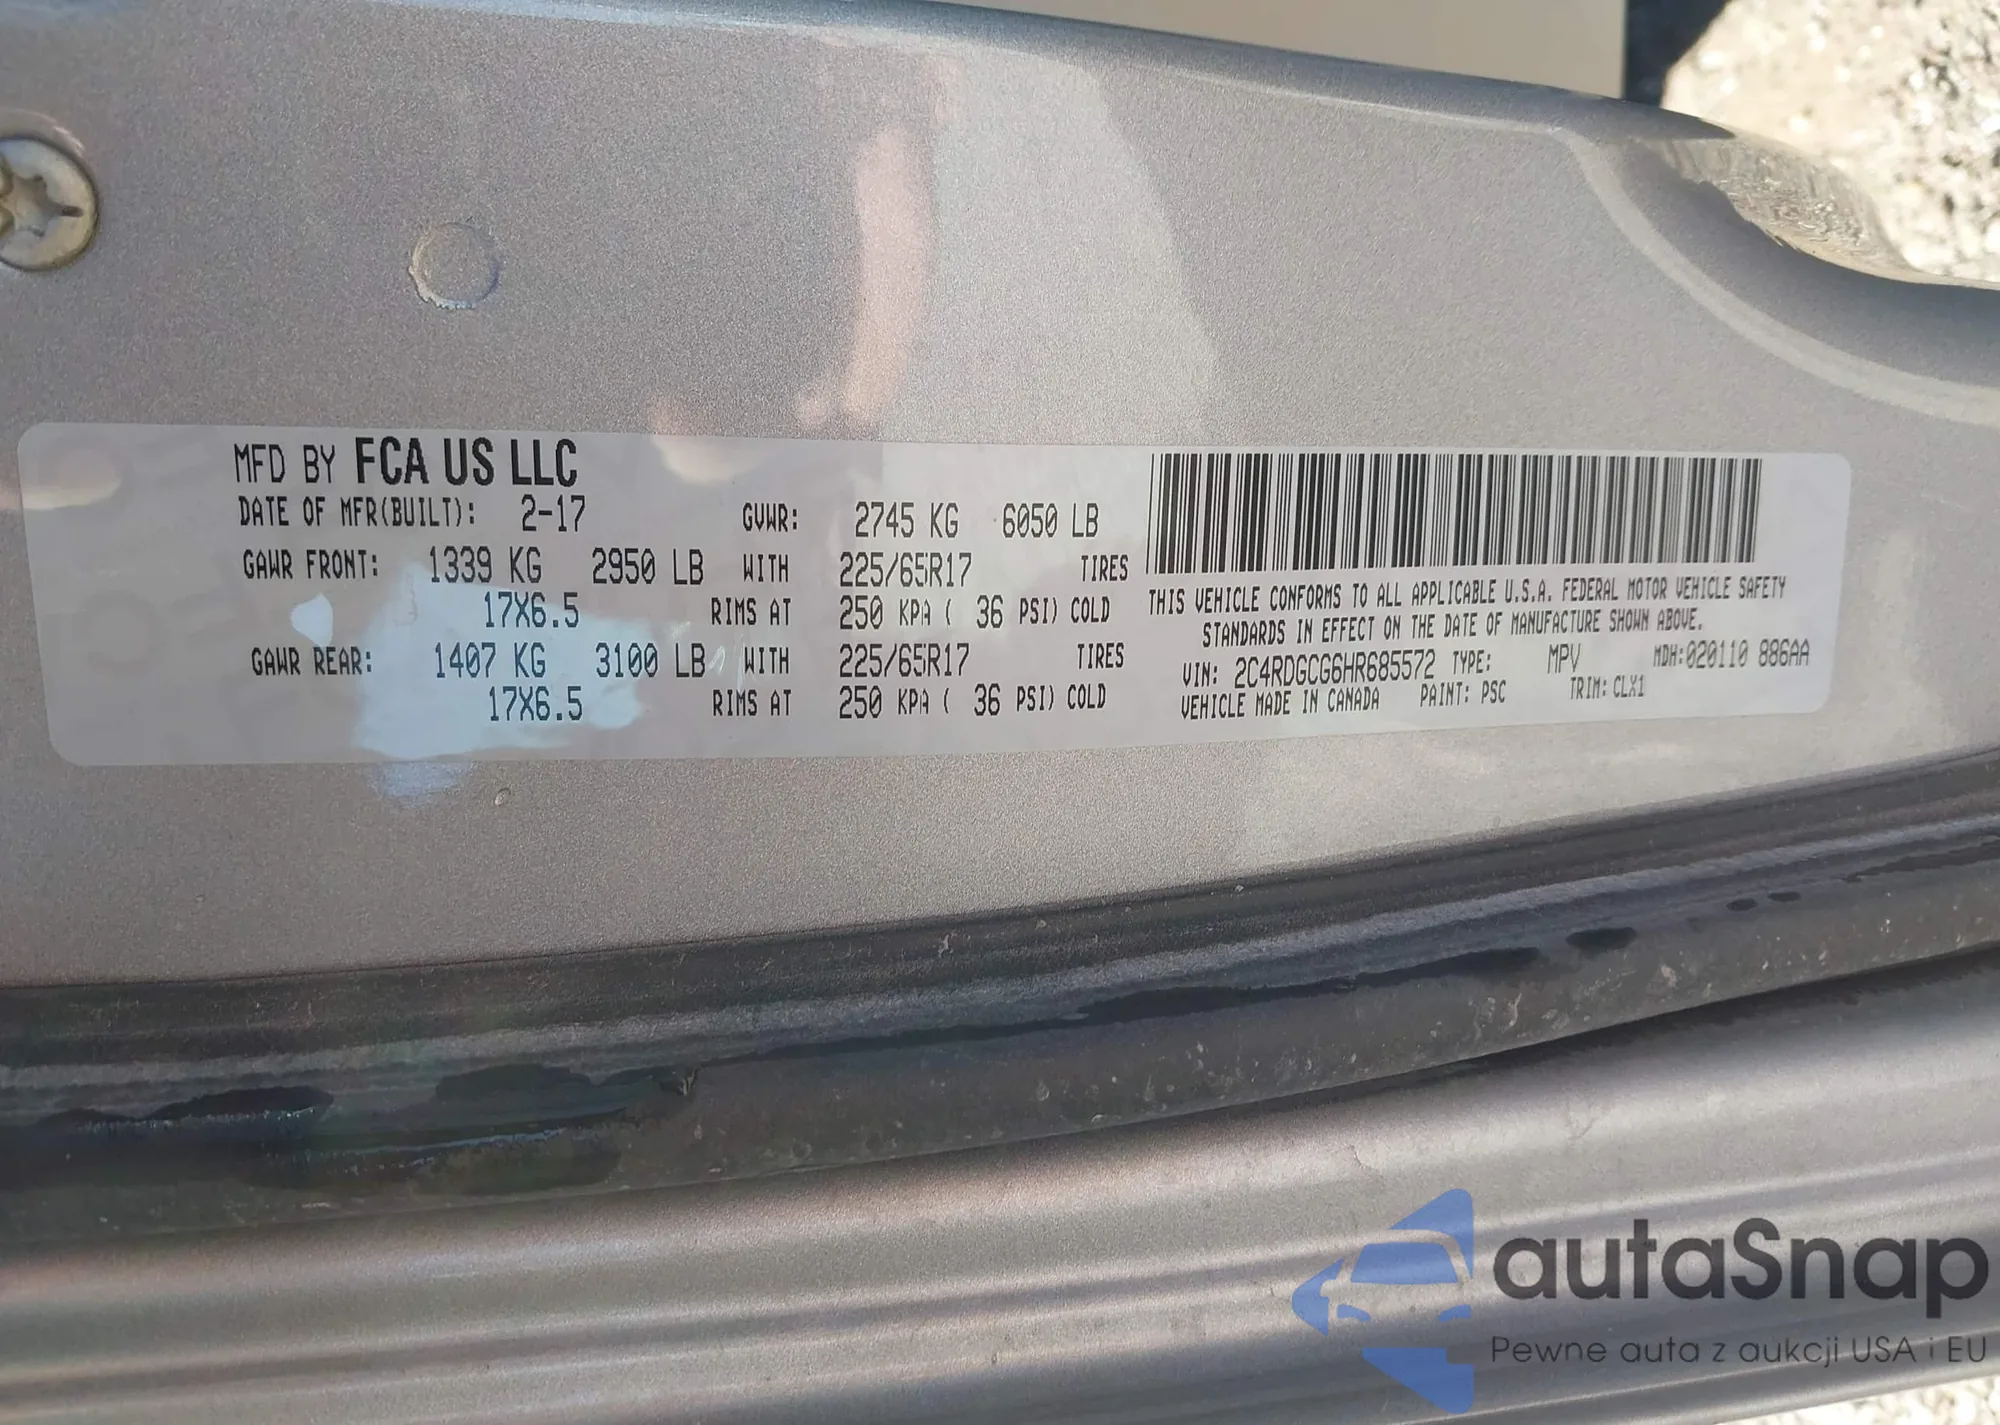 MFD BY FCA US LLC
DATE OF MFR(BUILT): 2-17 GVWR: 2745 KG 6050 LB
GAWR FRONT: 1339 KG 2950 LB WITH 225/65R17 TIRES
17X6.5 RIMS AT 250 KPA ( 36 PSI) COLD
GAWR REAR: 1407 KG 3100 LB WITH 225/65R17 TIRES
17X6.5 RIMS AT 250 KPA ( 36 PSI) COLD
THIS VEHICLE CONFORMS TO ALL APPLICABLE U.S.A. FEDERAL MOTOR VEHICLE SAFETY
STANDARDS IN EFFECT ON THE DATE OF MANUFACTURE SHOWN ABOVE.
VIN: 2C4RDGCG6HR685572 TYPE: MPV MDH:020110 886AA
VEHICLE MADE IN CANADA PAINT: PSC TRIM: CLX1
autaSnap
Pewne auta z aukcji USA i EU